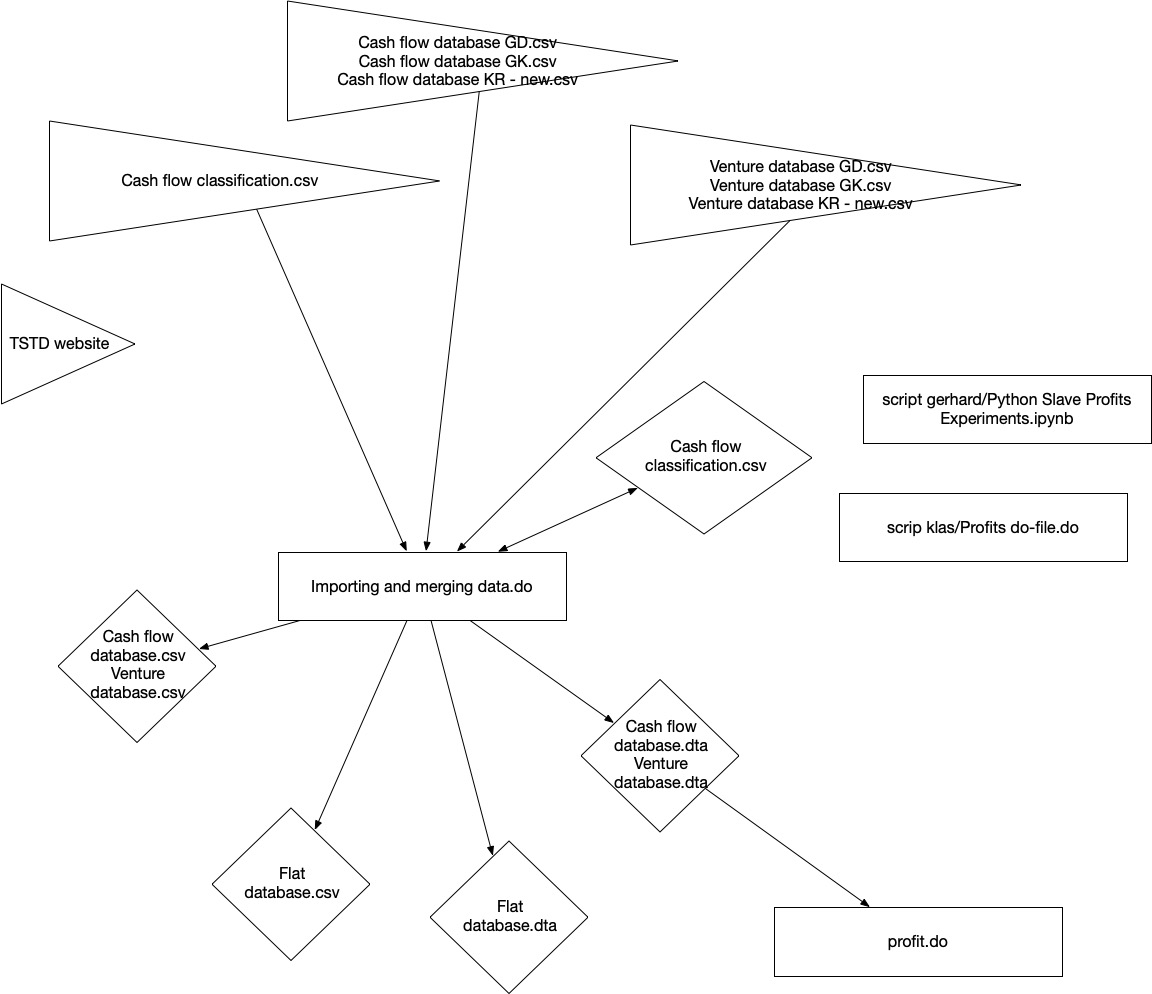 Cash flow database GD.csv
Cash flow database GK.csv
Cash flow database KR - new.csv
Cash flow classification.csv
Venture database GD.csv
Venture database GK.csv
Venture database KR - new.csv
TSTD website
script gerhard/Python Slave Profits
Experiments.ipynb
Cash flow
classification.csv
scrip klas/Profits do-file.do
Importing and merging data.do
Cash flow
database.csv
Venture
database.csv
Cash flow
database.dta
Venture
database.dta
Flat
database.csv
Flat
database.dta
profit.do